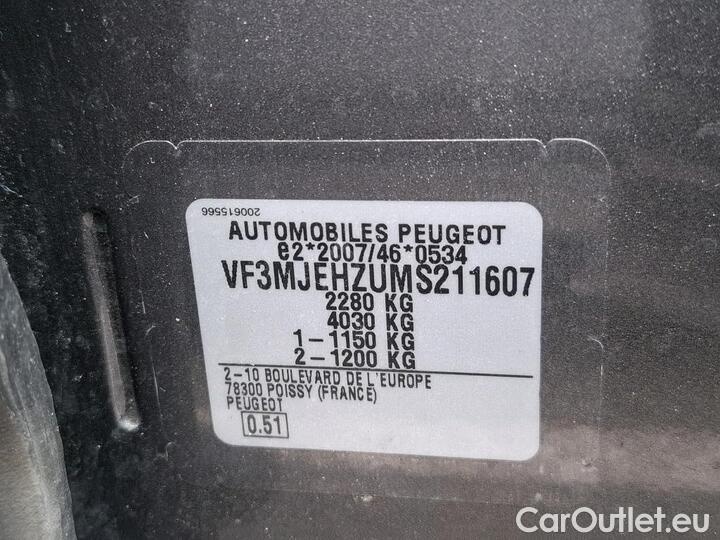 200615566
AUTOMOBILES PEUGEOT
e2*2007/46*0534
VF3MJEHZUMS211607
2280 KG
4030 KG
1-1150 KG
2-1200 KG
2-10 BOULEVARD DE L'EUROPE
78300 POISSY (FRANCE)
PEUGEOT
0.51
CarOutlet.eu